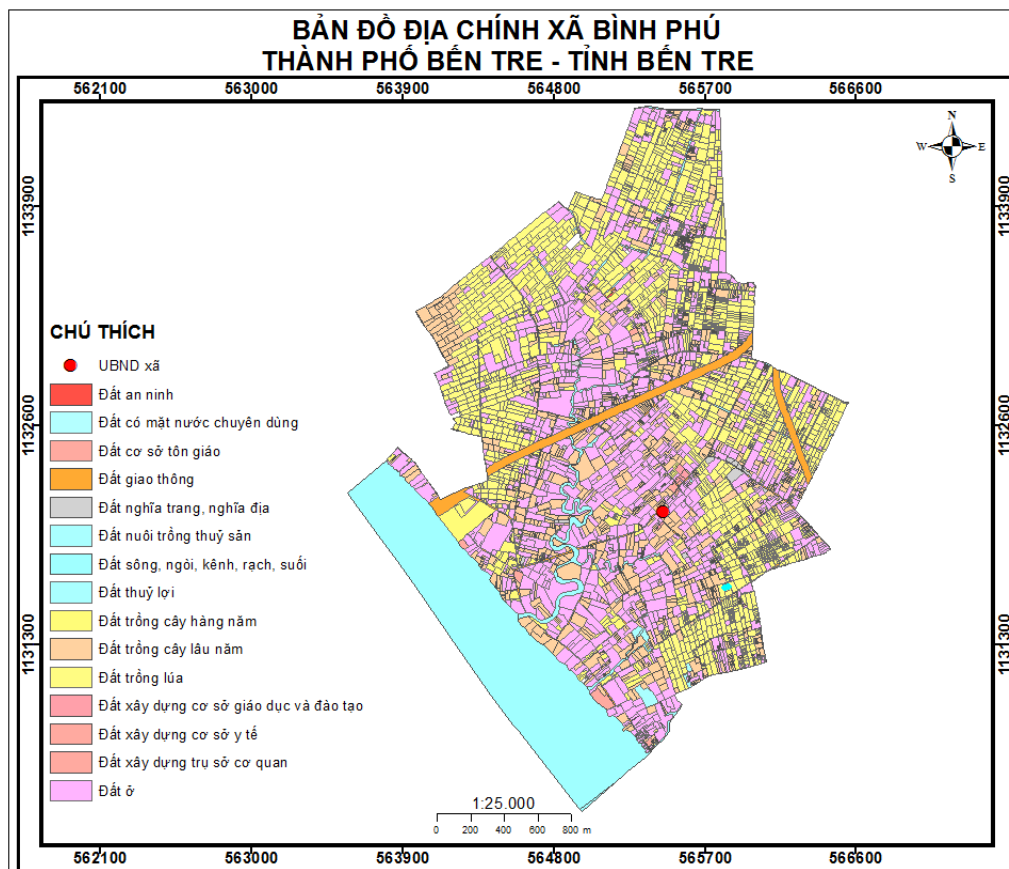 BẢN ĐỒ ĐỊA CHÍNH XÃ BÌNH PHÚ
THÀNH PHỐ BẾN TRE - TỈNH BẾN TRE
562100 563000 563900 564800 565700 566600
N
W E
S
1133900 1133900
CHÚ THÍCH
UBND xã
Đất an ninh
Đất có mặt nước chuyên dùng
1132600 1132600
Đất cơ sở tôn giáo
Đất giao thông
Đất nghĩa trang, nghĩa địa
Đất nuôi trồng thuỷ sản
Đất sông, ngòi, kênh, rạch, suối
Đất thuỷ lợi
Đất trồng cây hàng năm
1131300 1131300
Đất trồng cây lâu năm
Đất trồng lúa
Đất xây dựng cơ sở giáo dục và đào tạo
Đất xây dựng cơ sở y tế
Đất xây dựng trụ sở cơ quan
Đất ở
1:25.000
0 200 400 600 800 m
562100 563000 563900 564800 565700 566600